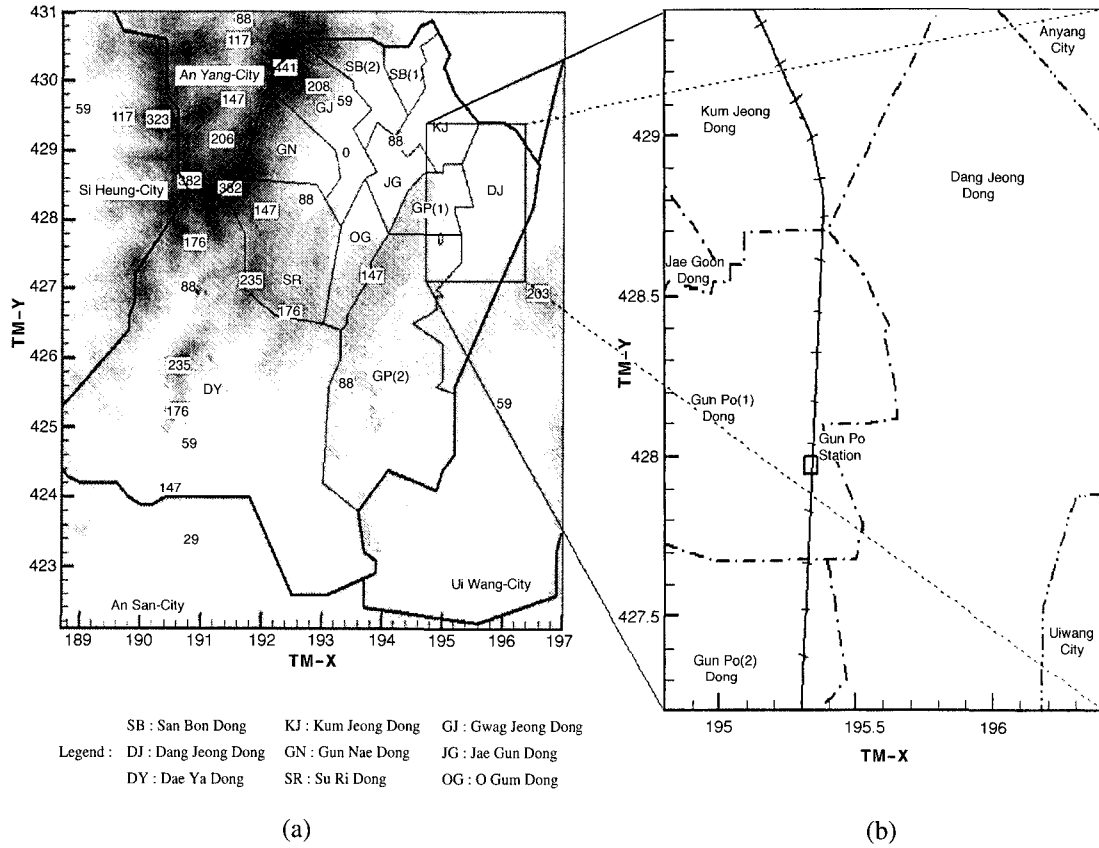 88
431
117
SB(2)
SB(1)
An Yang-City
441
430
208
147
GJ
59
59
KJ
117
323
206
88
429
GN
0
JG
DJ
382
382
Si Heung-City
88
GP(1)
428
147
OG
176
0
235
SR
147
427
88
203
176
TM-Y
426
235
GP(2)
88
DY
59
176
425
59
147
424
29
423
Ui Wang-City
An San-City
189 190 191 192 193 194 195 196 197
TM-X
Anyang
City
Kum Jeong
Dong
429
Dang Jeong
Dong
Jae Goon
Dong
428.5
TM-Y
Gun Po(1)
Dong
Gun Po
Station
428
427.5
Gun Po(2)
Dong
Uiwang
City
195 195.5 196
TM-X
SB : San Bon Dong KJ : Kum Jeong Dong GJ : Gwag Jeong Dong
Legend : DJ : Dang Jeong Dong GN : Gun Nae Dong JG : Jae Gun Dong
DY : Dae Ya Dong SR : Su Ri Dong OG : O Gum Dong
(a) (b)